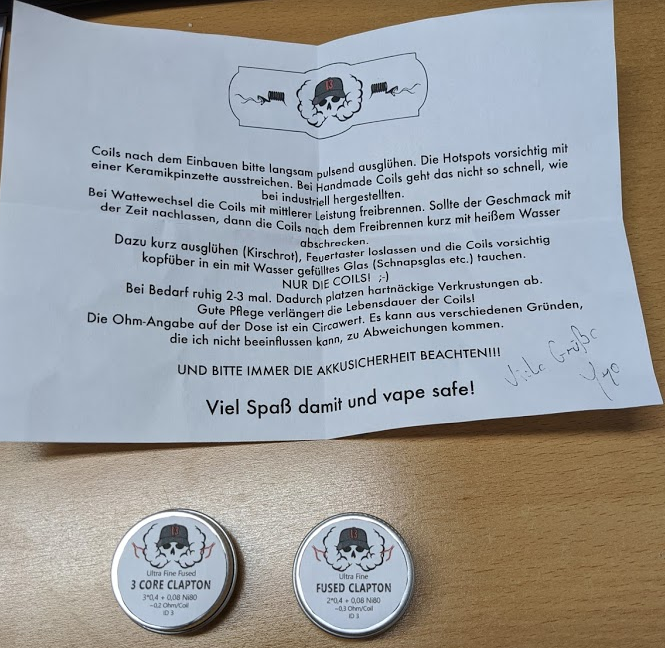 13
Coils nach dem Einbauen bitte langsam pulsend ausglühen. Die Hotspots vorsichtig mit
einer Keramikpinzette ausstreichen. Bei Handmade Coils geht das nicht so schnell, wie
bei industriell hergestellten.
Bei Wattewechsel die Coils mit mittlerer Leistung freibrennen. Sollte der Geschmack mit
der Zeit nachlassen, dann die Coils nach dem Freibrennen kurz mit heißem Wasser
abschrecken.
Dazu kurz ausglühen (Kirschrot), Feuertaster loslassen und die Coils vorsichtig
kopfüber in ein mit Wasser gefülltes Glas (Schnapsglas etc.) tauchen.
NUR DIE COILS! ;-)
Bei Bedarf ruhig 2-3 mal. Dadurch platzen hartnäckige Verkrustungen ab.
Gute Pflege verlängert die Lebensdauer der Coils!
Die Ohm-Angabe auf der Dose ist ein Circawert. Es kann aus verschiedenen Gründen,
die ich nicht beeinflussen kann, zu Abweichungen kommen.
UND BITTE IMMER DIE AKKUSICHERHEIT BEACHTEN!!!
Viel Spaß damit und vape safe!
Viele Grüße
13
Ultra Fine Fused
3 CORE CLAPTON
3*0,4 + 0,08 Ni80
~0,2 Ohm/Coil
ID 3
13
Ultra Fine
FUSED CLAPTON
2*0,4 + 0,08 Ni80
~0,3 Ohm/Coil
ID 3